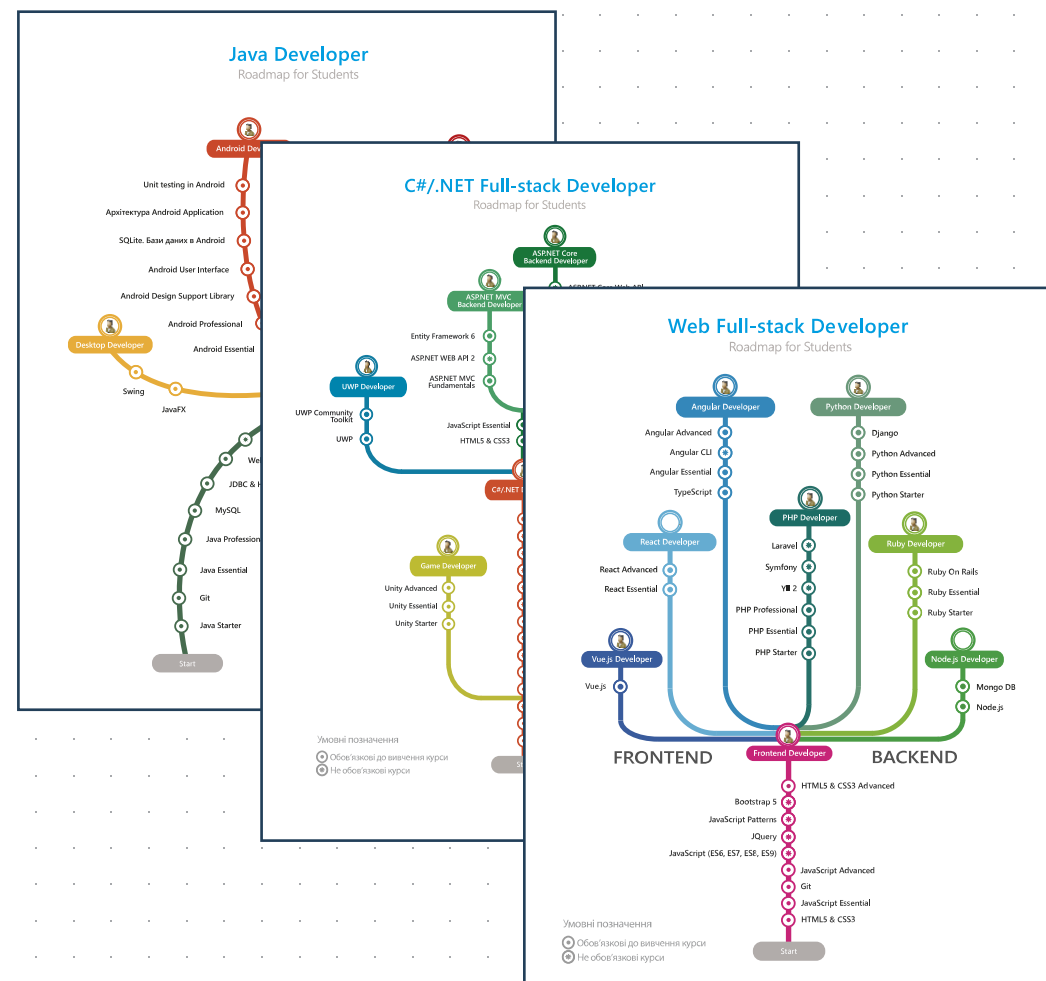 Java Developer
Roadmap for Students
Android Dev
Unit testing in Android
Архітектура Android Application
SQLite. Бази даних в Android
Android User Interface
Android Design Support Library
Android Professional
Desktop Developer
Android Essential
Swing
JavaFX
We
JDBC & H
MySQL
Java Profession
Java Essential
Git
Java Starter
Start
C#/.NET Full-stack Developer
Roadmap for Students
ASP.NET Core
Backend Developer
ASP.NET MVC
Backend Developer
Entity Framework 6
ASP.NET WEB API 2
ASP.NET MVC
Fundamentals
UWP Developer
UWP Community
Toolkit
UWP
JavaScript Essential
HTML5 & CSS3
C#/.NET
Game Developer
Unity Advanced
Unity Essential
Unity Starter
Умовні позначення
Обов'язкові до вивчення курси
Не обов'язкові курси
St
Web Full-stack Developer
Roadmap for Students
Angular Developer
Angular Advanced
Angular CLI
Angular Essential
TypeScript
Python Developer
Django
Python Advanced
Python Essential
Python Starter
React Developer
React Advanced
React Essential
PHP Developer
Laravel
Symfony
PHP Professional
PHP Essential
PHP Starter
Ruby Developer
Ruby On Rails
Ruby Essential
Ruby Starter
Vue.js Developer
Vue.js
Node.js Developer
Mongo DB
Node.js
FRONTEND
BACKEND
Frontend Developer
HTML5 & CSS3 Advanced
Bootstrap 5
JavaScript Patterns
JQuery
JavaScript (ES6, ES7, ES8, ES9)
JavaScript Advanced
Git
JavaScript Essential
HTML5 & CSS3
Start
Умовні позначення
Обов'язкові до вивчення курси
Не обов'язкові курси